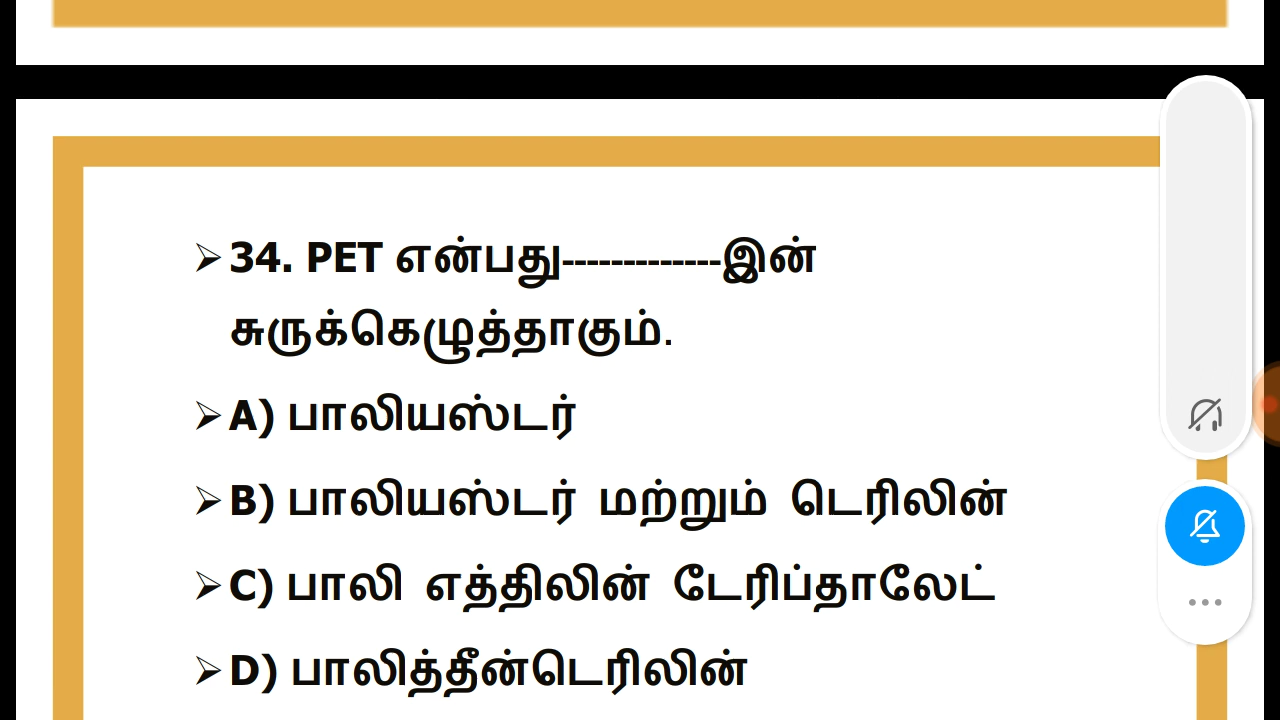 ➢ 34. PET என்பது-------------இன்
சுருக்கெழுத்தாகும்.
➢ A) பாலியஸ்டர்
➢ B) பாலியஸ்டர் மற்றும் டெரிலின்
➢ C) பாலி எத்திலின் டேரிப்தாலேட்
➢ D) பாலித்தீன்டெரிலின்